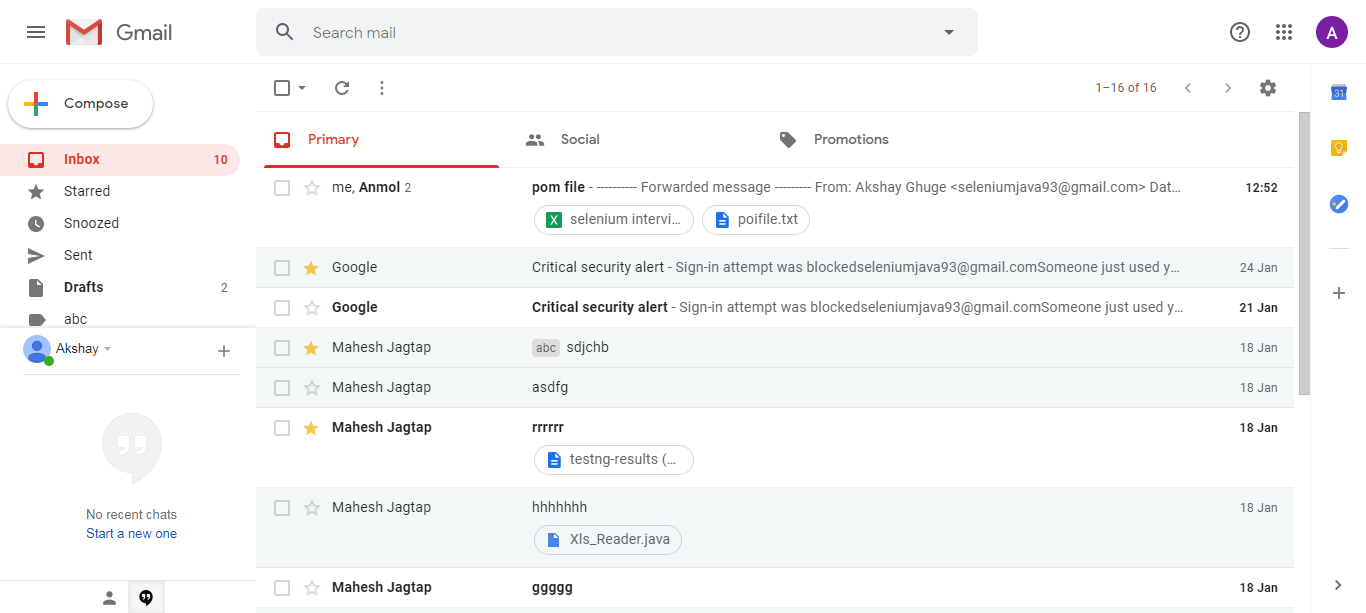 Gmail
Search mail
A
Compose
1–16 of 16
31
Inbox 10
Primary
Social
Promotions
Starred
Snoozed
Sent
Drafts 2
abc
Akshay
No recent chats
Start a new one
me, Anmol 2 pom file - ---------- Forwarded message --------- From: Akshay Ghuge <seleniumjava93@gmail.com> Dat… 12:52
selenium intervi… poifile.txt
Google Critical security alert - Sign-in attempt was blockedseleniumjava93@gmail.comSomeone just used y… 24 Jan
Google Critical security alert - Sign-in attempt was blockedseleniumjava93@gmail.comSomeone just used y… 21 Jan
Mahesh Jagtap abc sdjchb 18 Jan
Mahesh Jagtap asdfg 18 Jan
Mahesh Jagtap rrrrrr 18 Jan
testng-results (…
Mahesh Jagtap hhhhhhh 18 Jan
Xls_Reader.java
Mahesh Jagtap ggggg 18 Jan